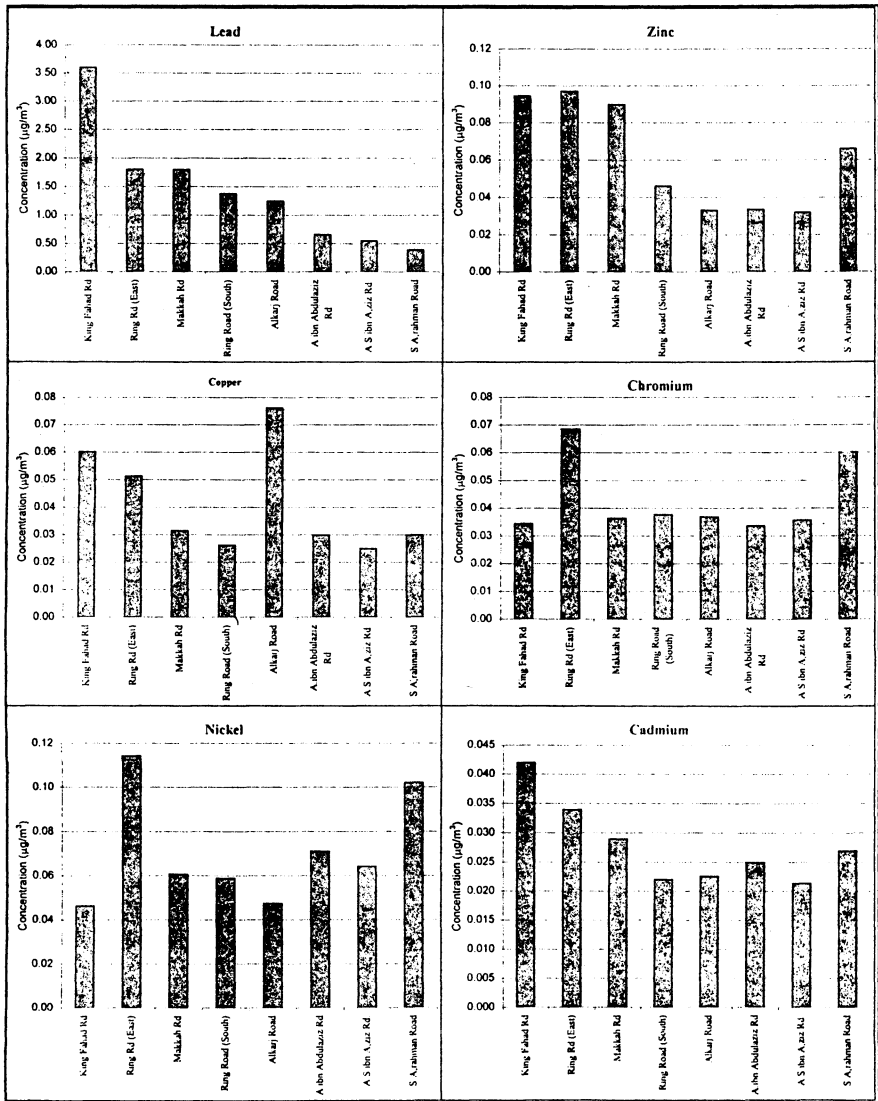 Lead
Concentration (µg/m³)
4.00
3.50
3.00
2.50
2.00
1.50
1.00
0.50
0.00
King Fahad Rd
Ring Rd (East)
Makkah Rd
Ring Road (South)
Alkarj Road
A.ibn Abdulaziz
Rd
A S ibn A.ziz Rd
S A.rahman Road
Zinc
Concentration (µg/m³)
0.12
0.10
0.08
0.06
0.04
0.02
0.00
King Fahad Rd
Ring Rd (East)
Makkah Rd
Ring Road (South)
Alkarj Road
A ibn Abdulaziz
Rd
A S ibn A.ziz Rd
S A.rahman Road
Copper
Concentration (µg/m³)
0.08
0.07
0.06
0.05
0.04
0.03
0.02
0.01
0.00
King Fahad Rd
Ring Rd (East)
Makkah Rd
Ring Road (South)
Alkarj Road
A.ibn Abdulaziz
Rd
A S ibn A.ziz Rd
S A.rahman Road
Chromium
Concentration (µg/m³)
0.08
0.07
0.06
0.05
0.04
0.03
0.02
0.01
0.00
King Fahad Rd
Ring Rd (East)
Makkah Rd
Ring Road
(South)
Alkarj Road
A.ibn Abdulaziz
Rd
A S ibn A.ziz Rd
S A.rahman Road
Nickel
Concentration (µg/m³)
0.12
0.10
0.08
0.06
0.04
0.02
0.00
King Fahad Rd
Ring Rd (East)
Makkah Rd
Ring Road (South)
Alkarj Road
A.ibn Abdulaziz Rd
A S ibn A.ziz Rd
S A.rahman Road
Cadmium
Concentration (µg/m³)
0.045
0.040
0.035
0.030
0.025
0.020
0.015
0.010
0.005
0.000
King Fahad Rd
Ring Rd (East)
Makkah Rd
Ring Road (South)
Alkarj Road
A.ibn Abdulaziz Rd
A S ibn A.ziz Rd
S A.rahman Road